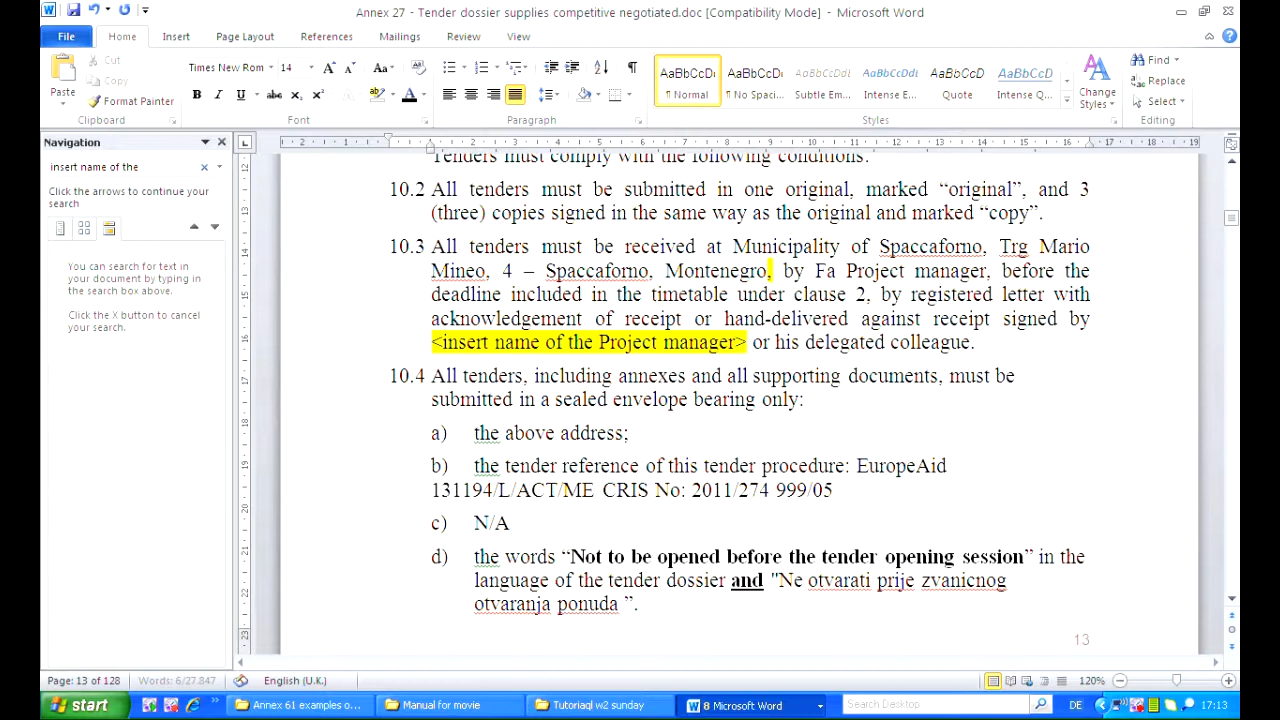 Annex 27 - Tender dossier supplies competitive negotiated.doc [Compatibility Mode] - Microsoft Word
File Home Insert Page Layout References Mailings Review View
Paste
Cut
Copy
Format Painter
Clipboard
Times New Rom 14
Font
Paragraph
AaBbCcDc
¶ Normal
AaBbCcDc
¶ No Spaci...
AaBbCcDc
Subtle Em...
AaBbCcDc
Intense E...
AaBbCcDc
Quote
AaBbCcDc
Intense Q...
Change
Styles
Styles
Find
Replace
Select
Editing
Navigation
insert name of the
Click the arrows to continue your
search
You can search for text in
your document by typing in
the search box above.
Click the X button to cancel
your search.
Tenders must comply with the following conditions.
10.2 All tenders must be submitted in one original, marked “original”, and 3
(three) copies signed in the same way as the original and marked “copy”.
10.3 All tenders must be received at Municipality of Spaccaforno, Trg Mario
Mineo, 4 – Spaccaforno, Montenegro, by Fa Project manager, before the
deadline included in the timetable under clause 2, by registered letter with
acknowledgement of receipt or hand-delivered against receipt signed by
<insert name of the Project manager> or his delegated colleague.
10.4 All tenders, including annexes and all supporting documents, must be
submitted in a sealed envelope bearing only:
a) the above address;
b) the tender reference of this tender procedure: EuropeAid
131194/L/ACT/ME CRIS No: 2011/274 999/05
c) N/A
d) the words “Not to be opened before the tender opening session” in the
language of the tender dossier and "Ne otvarati prije zvanicnog
otvaranja ponuda ”.
13
Page: 13 of 128 Words: 6/27.847 English (U.K.) 120%
start Annex 61 examples o... Manual for movie Tutoriaql w2 sunday 8 Microsoft Word Search Desktop DE 17:13